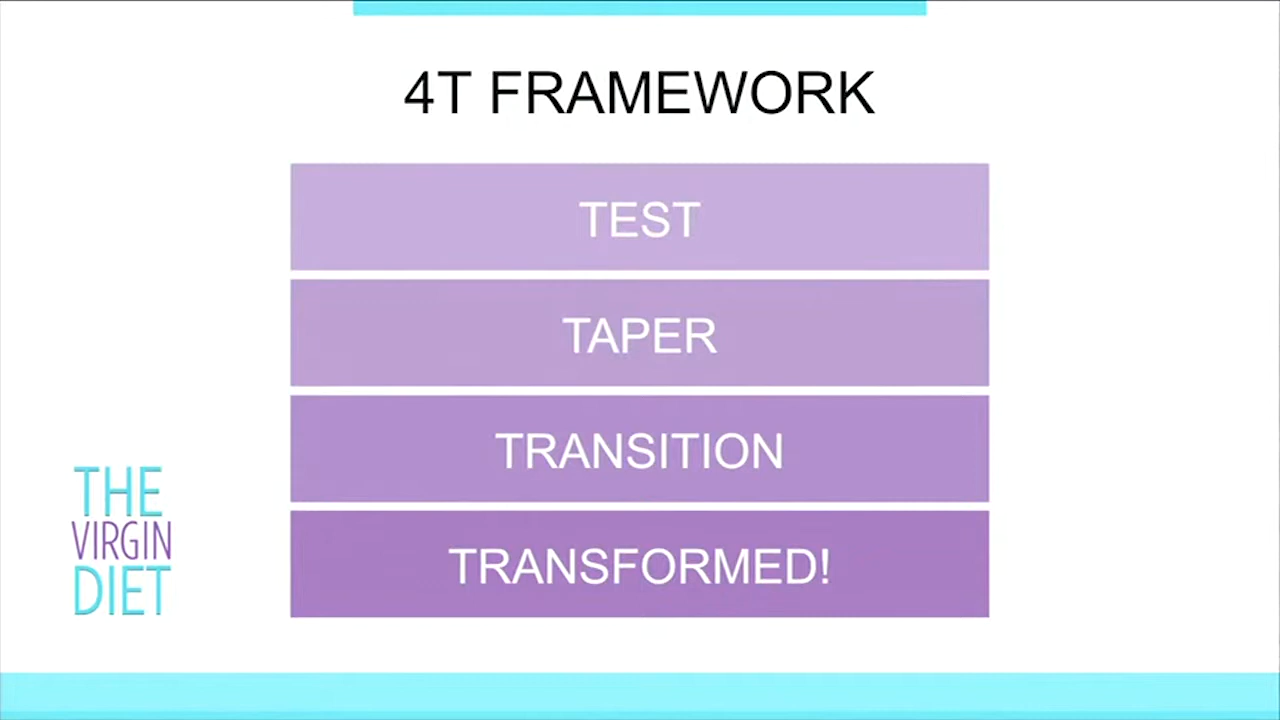 4T FRAMEWORK
TEST
TAPER
TRANSITION
TRANSFORMED!
THE
VIRGIN
DIET